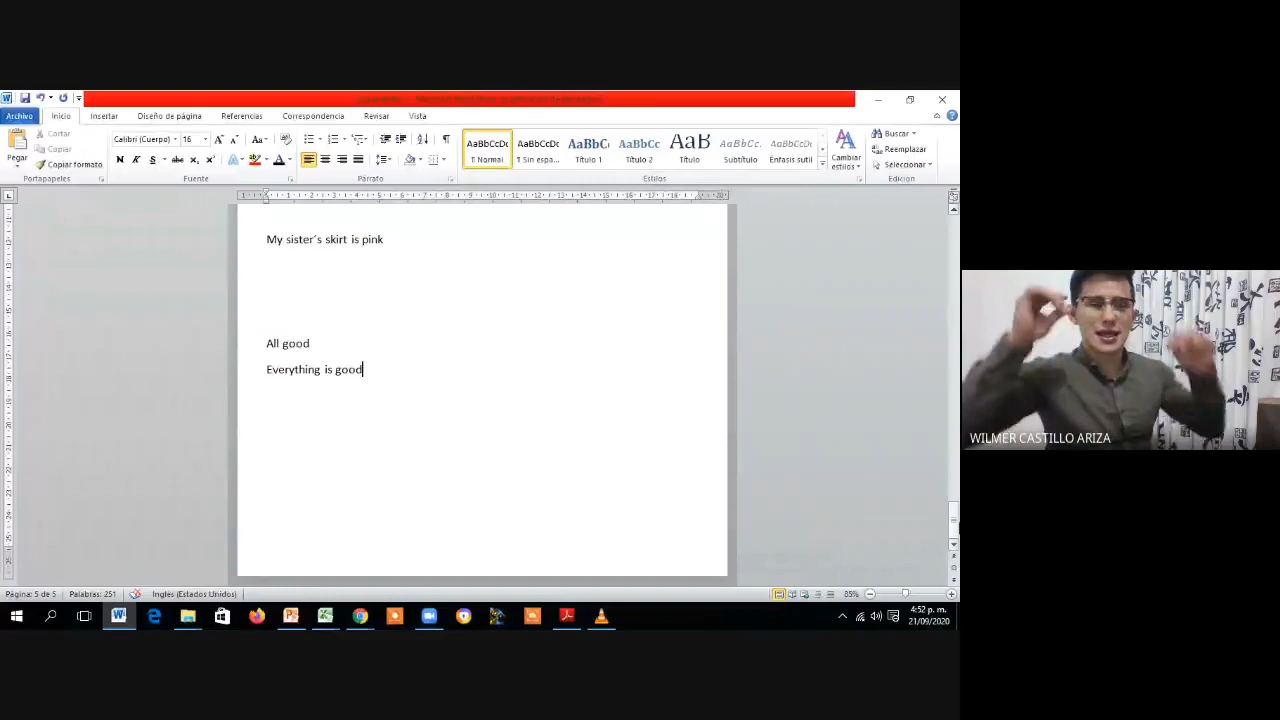 Archivo Inicio Insertar Diseño de página Referencias Correspondencia Revisar Vista
Pegar
Cortar
Copiar
Copiar formato
Portapapeles
Calibri (Cuerpo) 16
Fuente
Párrafo
AaBbCcDc AaBbCcDc AaBbC AaBbCc AaB AaBbCc. AaBbCcDc
¶ Normal ¶ Sin espa... Título 1 Título 2 Título Subtítulo Énfasis sutil
Cambiar estilos
Estilos
Buscar
Reemplazar
Seleccionar
Edición
My sister´s skirt is pink
All good
Everything is good
WILMER CASTILLO ARIZA
Página: 5 de 5 Palabras: 251 Inglés (Estados Unidos) 85%
4:52 p. m.
21/09/2020